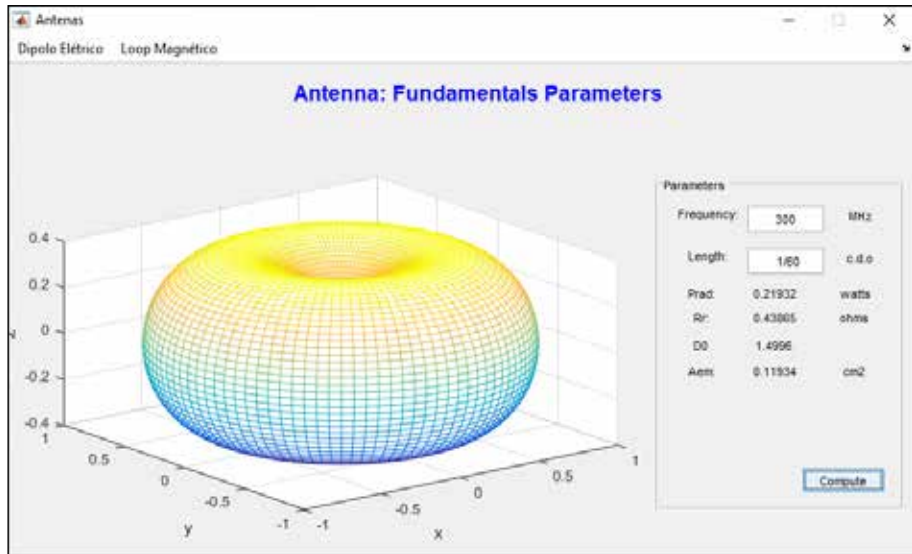 Antenas
Dipolo Elétrico Loop Magnético
Antenna: Fundamentals Parameters
Parameters
Frequency: 300 MHz
Length: 1/60 c.d.o
Prad: 0.21932 watts
Rr: 0.43865 ohms
D0 1.4996
Aem: 0.11934 cm2
Compute
0.4
0.2
0
-0.2
-0.4
1
0.5
0
-0.5
-1
y
-1
-0.5
0
0.5
1
x